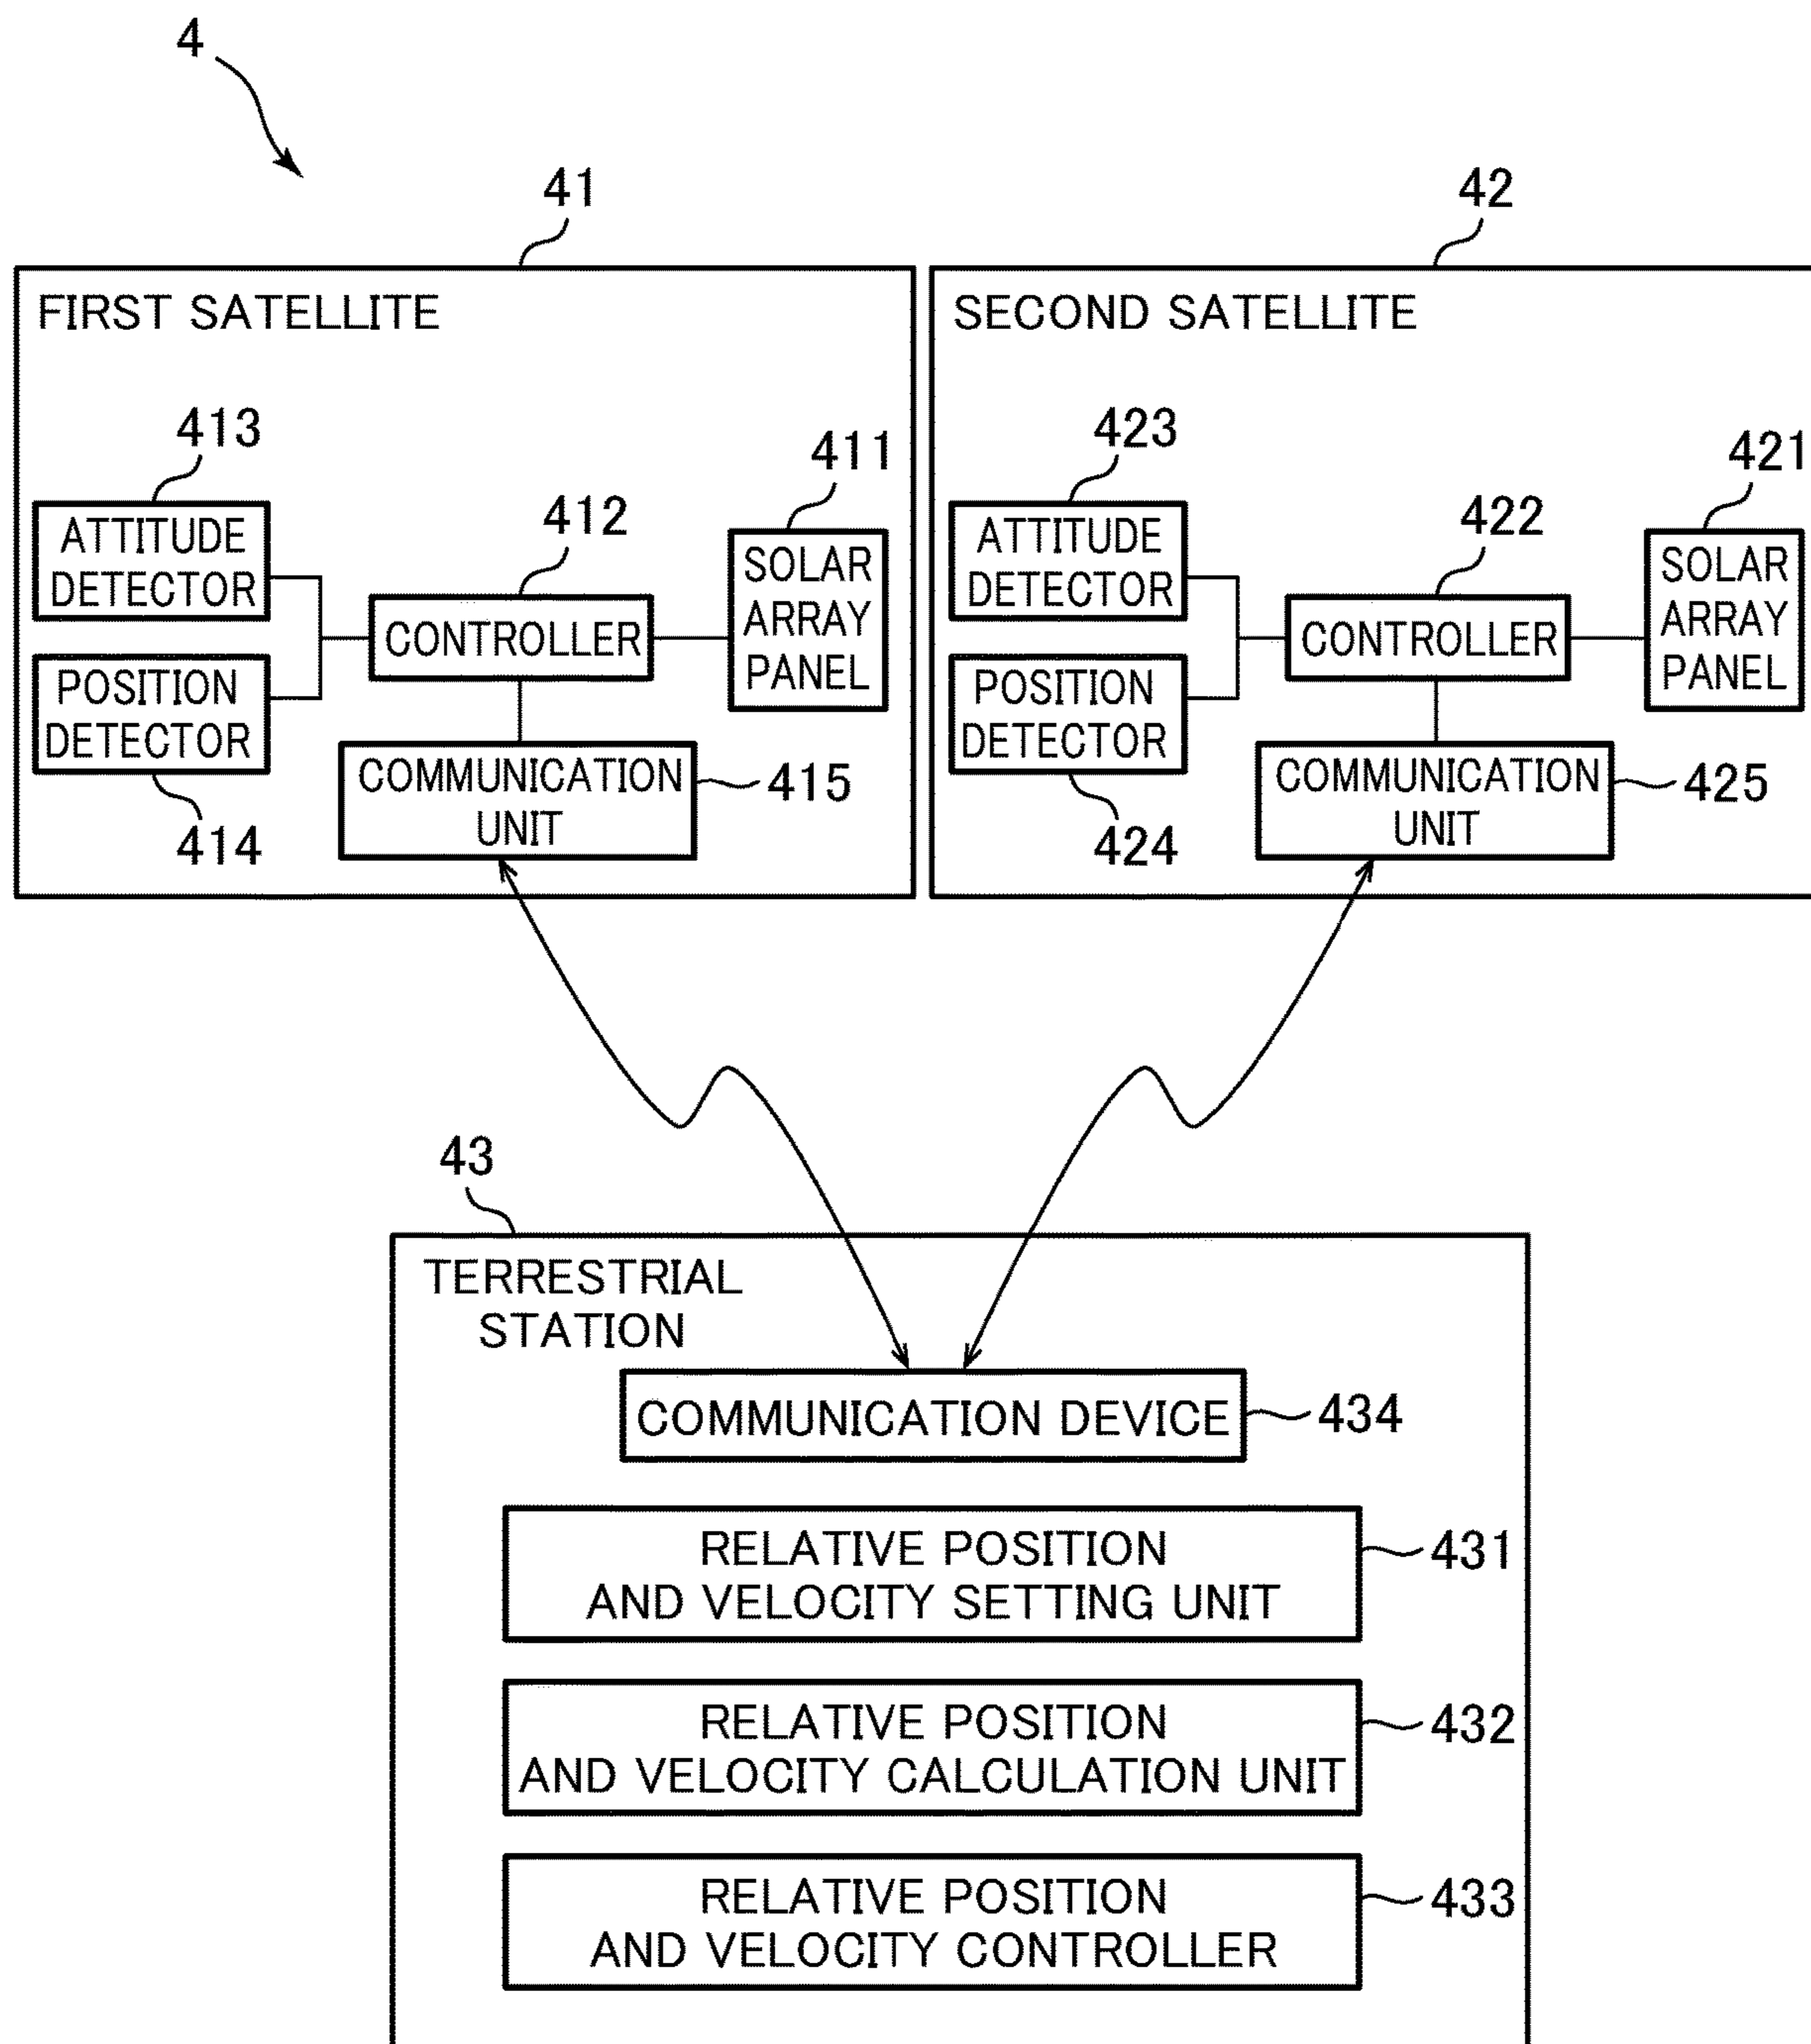 4
41
42
FIRST SATELLITE
SECOND SATELLITE
413
411
412
ATTITUDE
DETECTOR
SOLAR
ARRAY
PANEL
CONTROLLER
POSITION
DETECTOR
COMMUNICATION
UNIT
415
414
423
421
422
ATTITUDE
DETECTOR
SOLAR
ARRAY
PANEL
CONTROLLER
POSITION
DETECTOR
COMMUNICATION
UNIT
425
424
43
TERRESTRIAL
STATION
COMMUNICATION DEVICE
434
RELATIVE POSITION
AND VELOCITY SETTING UNIT
431
RELATIVE POSITION
AND VELOCITY CALCULATION UNIT
432
RELATIVE POSITION
AND VELOCITY CONTROLLER
433